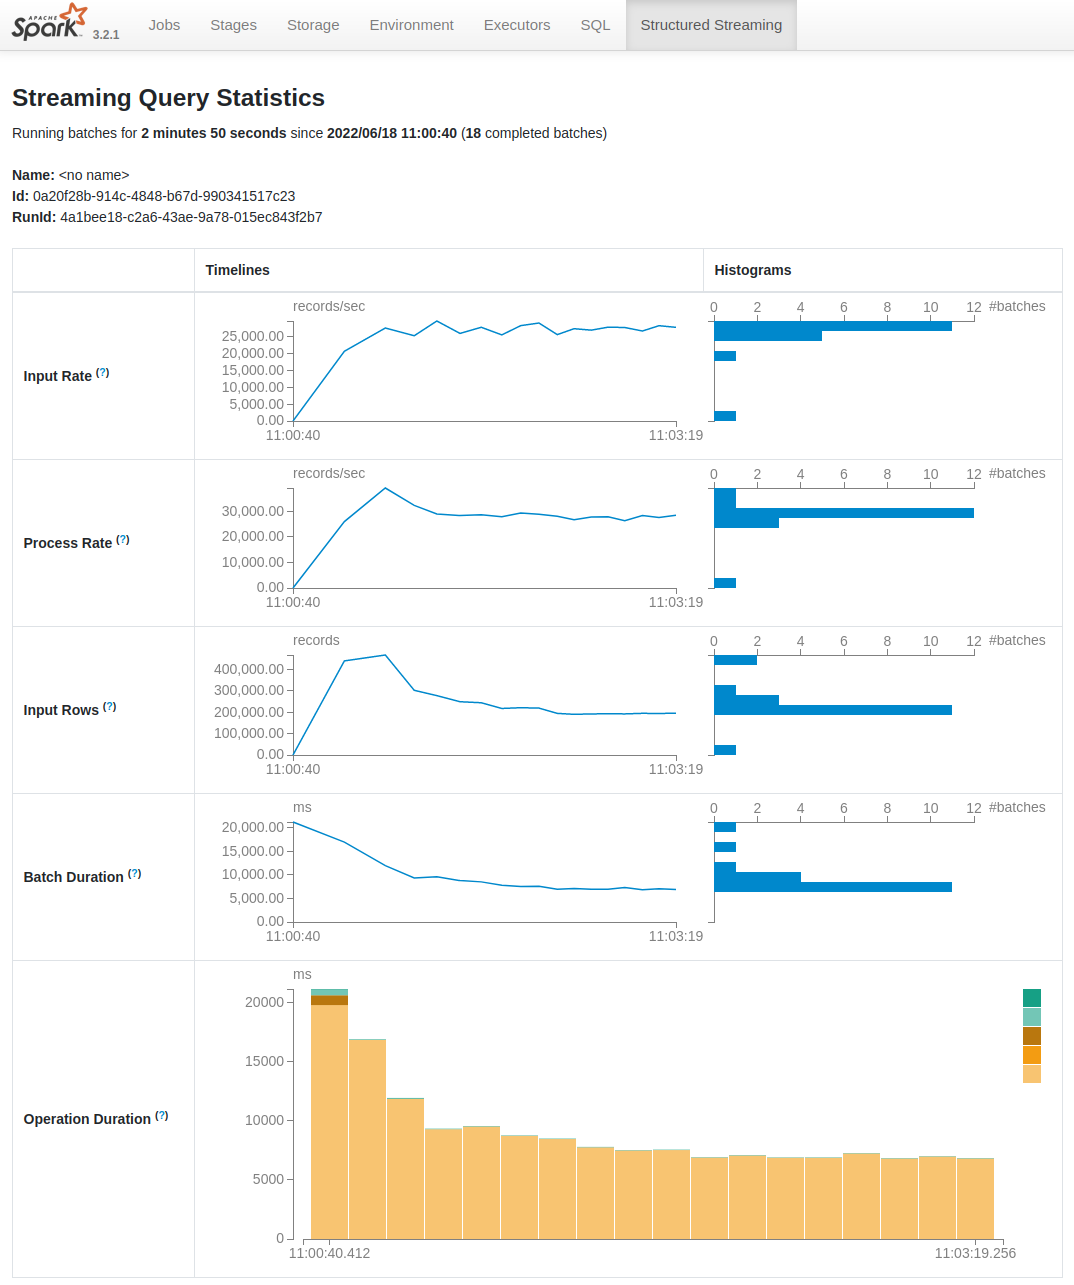 APACHE
Spark 3.2.1 Jobs Stages Storage Environment Executors SQL Structured Streaming
Streaming Query Statistics
Running batches for 2 minutes 50 seconds since 2022/06/18 11:00:40 (18 completed batches)
Name: <no name>
Id: 0a20f28b-914c-4848-b67d-990341517c23
RunId: 4a1bee18-c2a6-43ae-9a78-015ec843f2b7
Timelines Histograms
Input Rate (?)
records/sec
25,000.00
20,000.00
15,000.00
10,000.00
5,000.00
0.00
11:00:40 11:03:19
0 2 4 6 8 10 12 #batches
Process Rate (?)
records/sec
30,000.00
20,000.00
10,000.00
0.00
11:00:40 11:03:19
0 2 4 6 8 10 12 #batches
Input Rows (?)
records
400,000.00
300,000.00
200,000.00
100,000.00
0.00
11:00:40 11:03:19
0 2 4 6 8 10 12 #batches
Batch Duration (?)
ms
20,000.00
15,000.00
10,000.00
5,000.00
0.00
11:00:40 11:03:19
0 2 4 6 8 10 12 #batches
Operation Duration (?)
ms
20000
15000
10000
5000
0
11:00:40.412 11:03:19.256